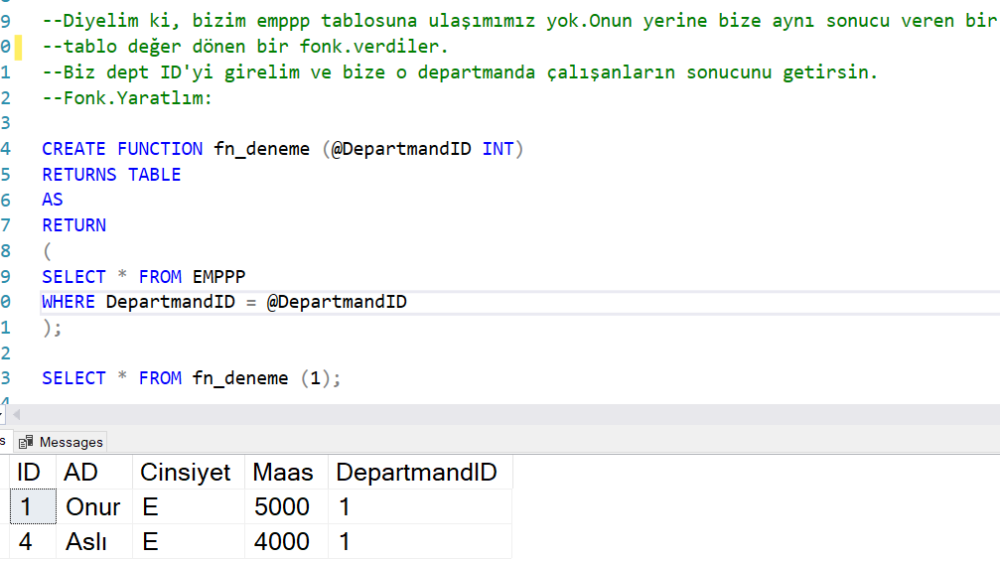 9 --Diyelim ki, bizim emppp tablosuna ulaşımımız yok.Onun yerine bize aynı sonucu veren bir
0 --tablo değer dönen bir fonk.verdiler.
1 --Biz dept ID'yi girelim ve bize o departmanda çalışanların sonucunu getirsin.
2 --Fonk.Yaratlım:
3
4 CREATE FUNCTION fn_deneme (@DepartmandID INT)
5 RETURNS TABLE
6 AS
7 RETURN
8 (
9 SELECT * FROM EMPPP
0 WHERE DepartmandID = @DepartmandID
1 );
2
3 SELECT * FROM fn_deneme (1);
4
s Messages
ID AD Cinsiyet Maas DepartmandID
1 Onur E 5000 1
4 Aslı E 4000 1